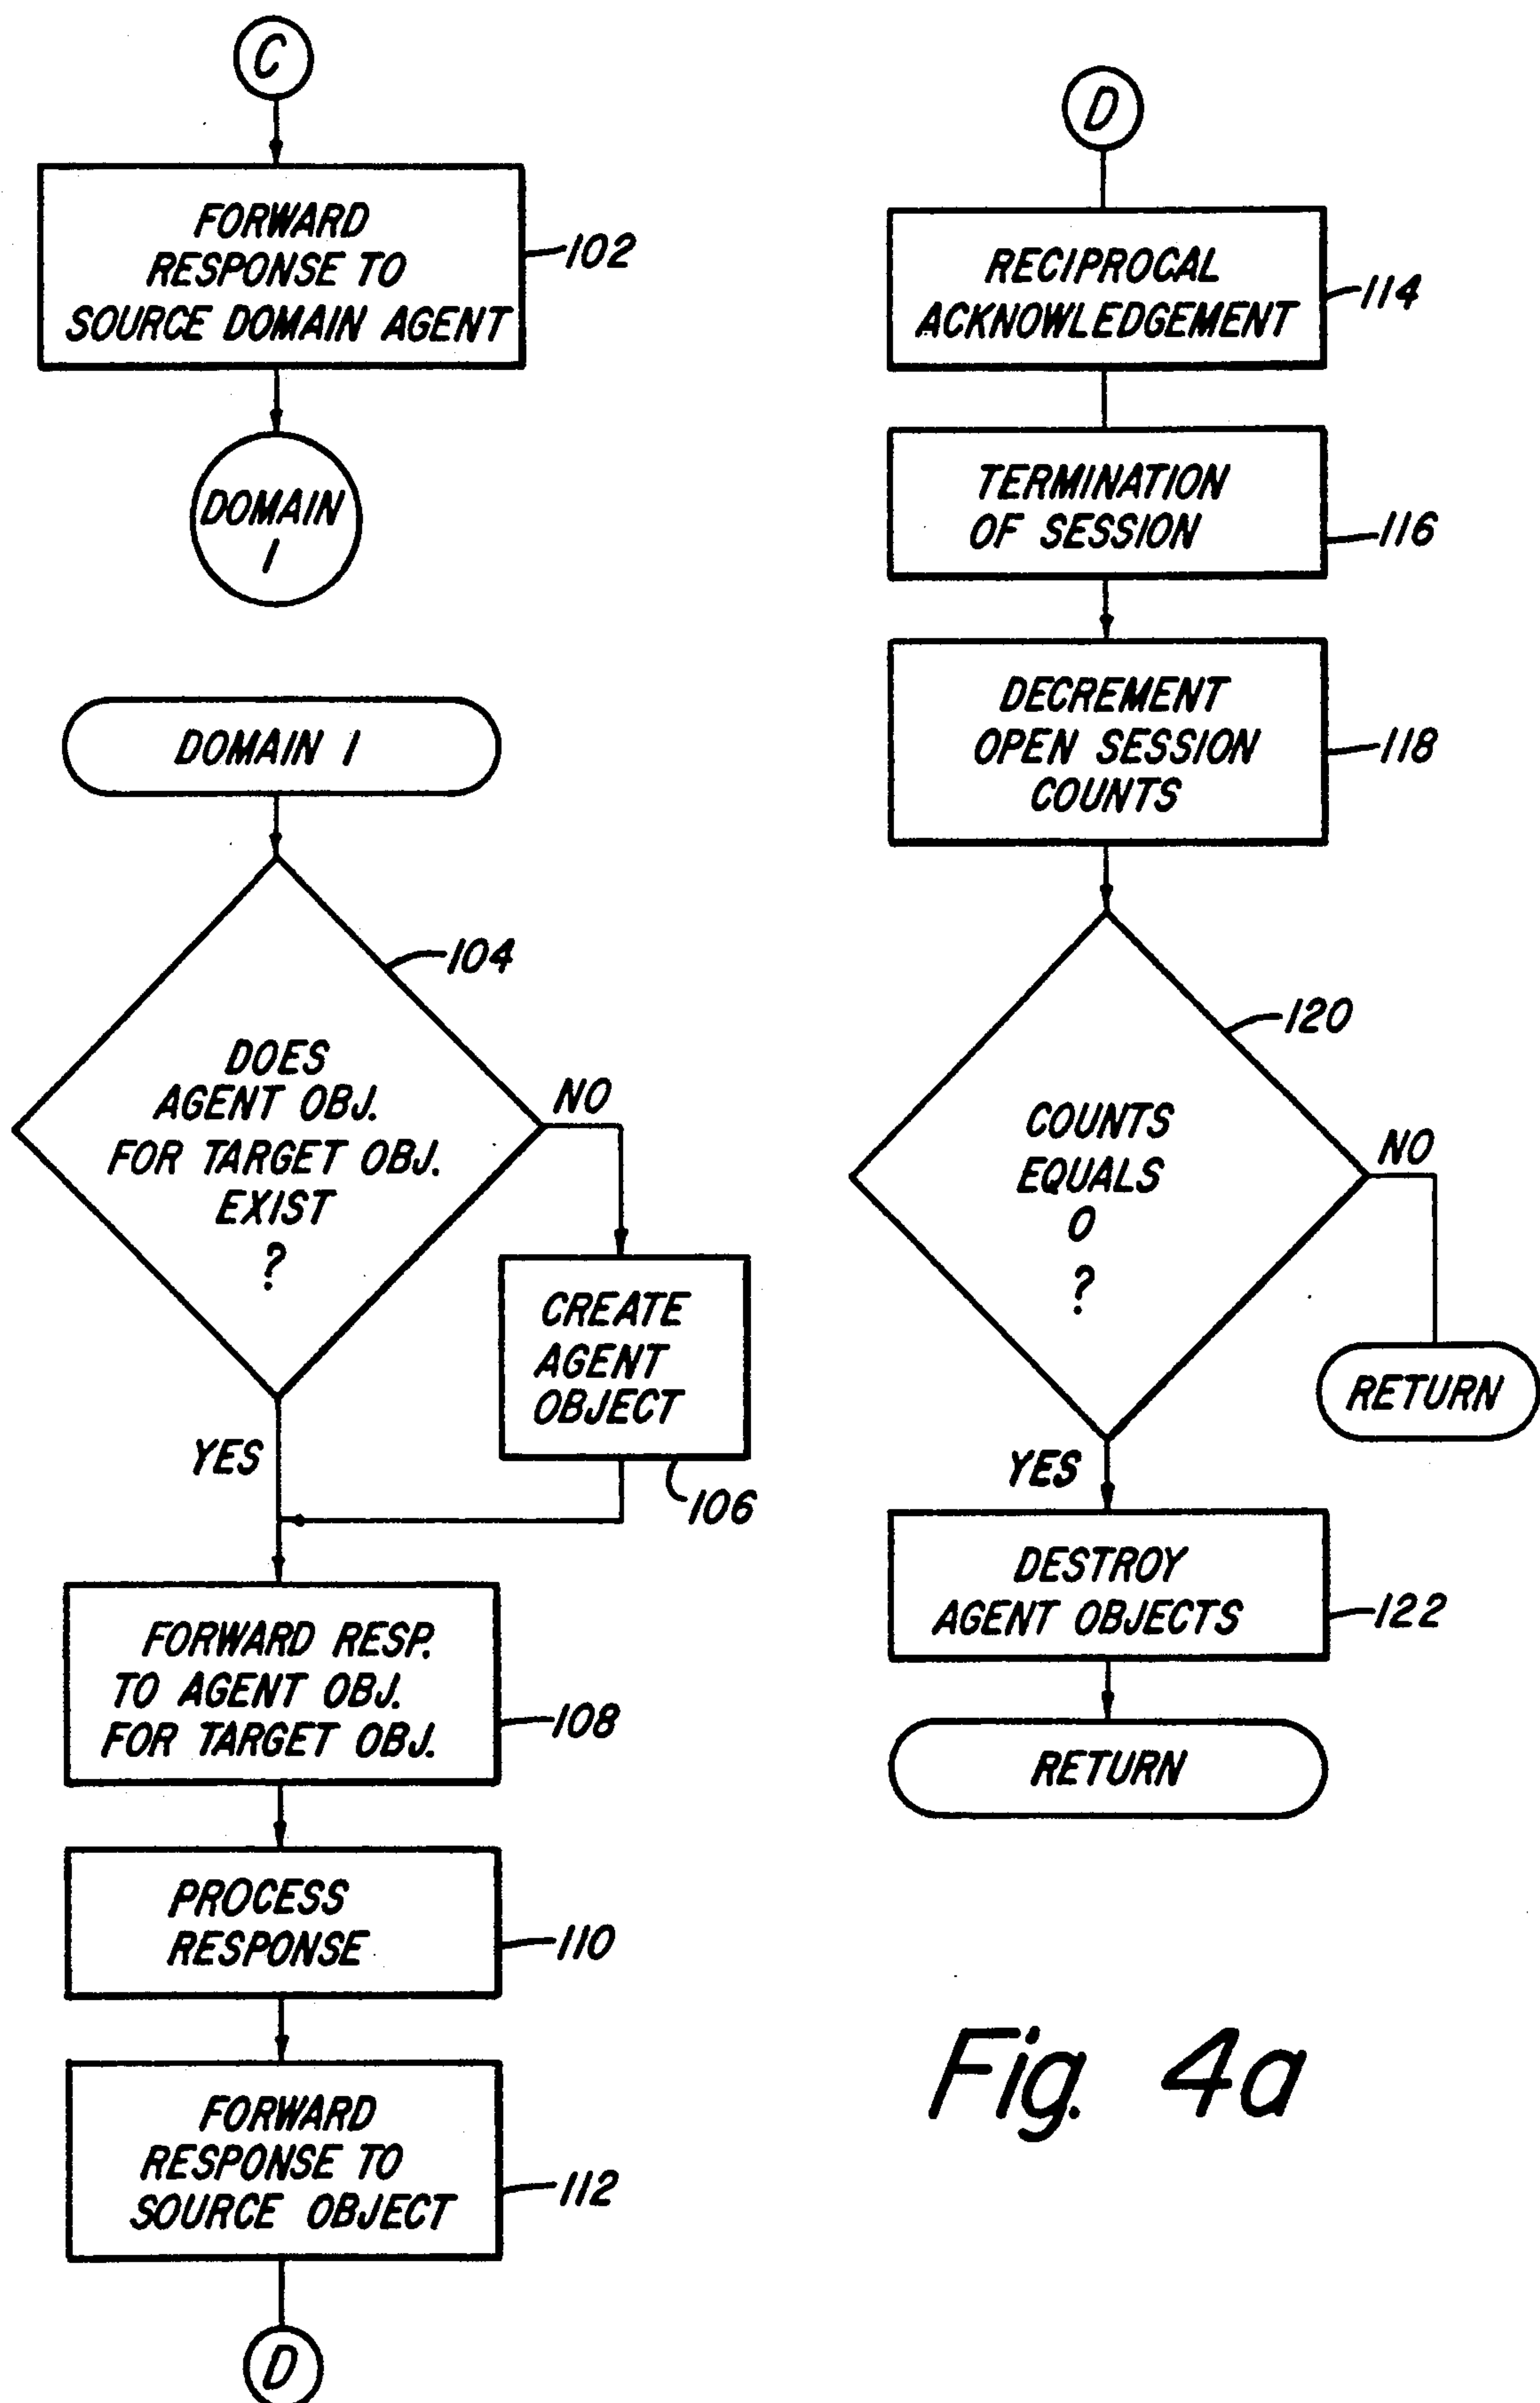 C
FORWARD
RESPONSE TO
SOURCE DOMAIN AGENT
102
DOMAIN
1
DOMAIN 1
104
DOES
AGENT OBJ.
FOR TARGET OBJ.
EXIST
?
NO
CREATE
AGENT
OBJECT
106
YES
FORWARD RESP.
TO AGENT OBJ.
FOR TARGET OBJ.
108
PROCESS
RESPONSE
110
FORWARD
RESPONSE TO
SOURCE OBJECT
112
D
D
RECIPROCAL
ACKNOWLEDGEMENT
114
TERMINATION
OF SESSION
116
DECREMENT
OPEN SESSION
COUNTS
118
120
COUNTS
EQUALS
0
?
NO
RETURN
YES
DESTROY
AGENT OBJECTS
122
RETURN
Fig. 4a